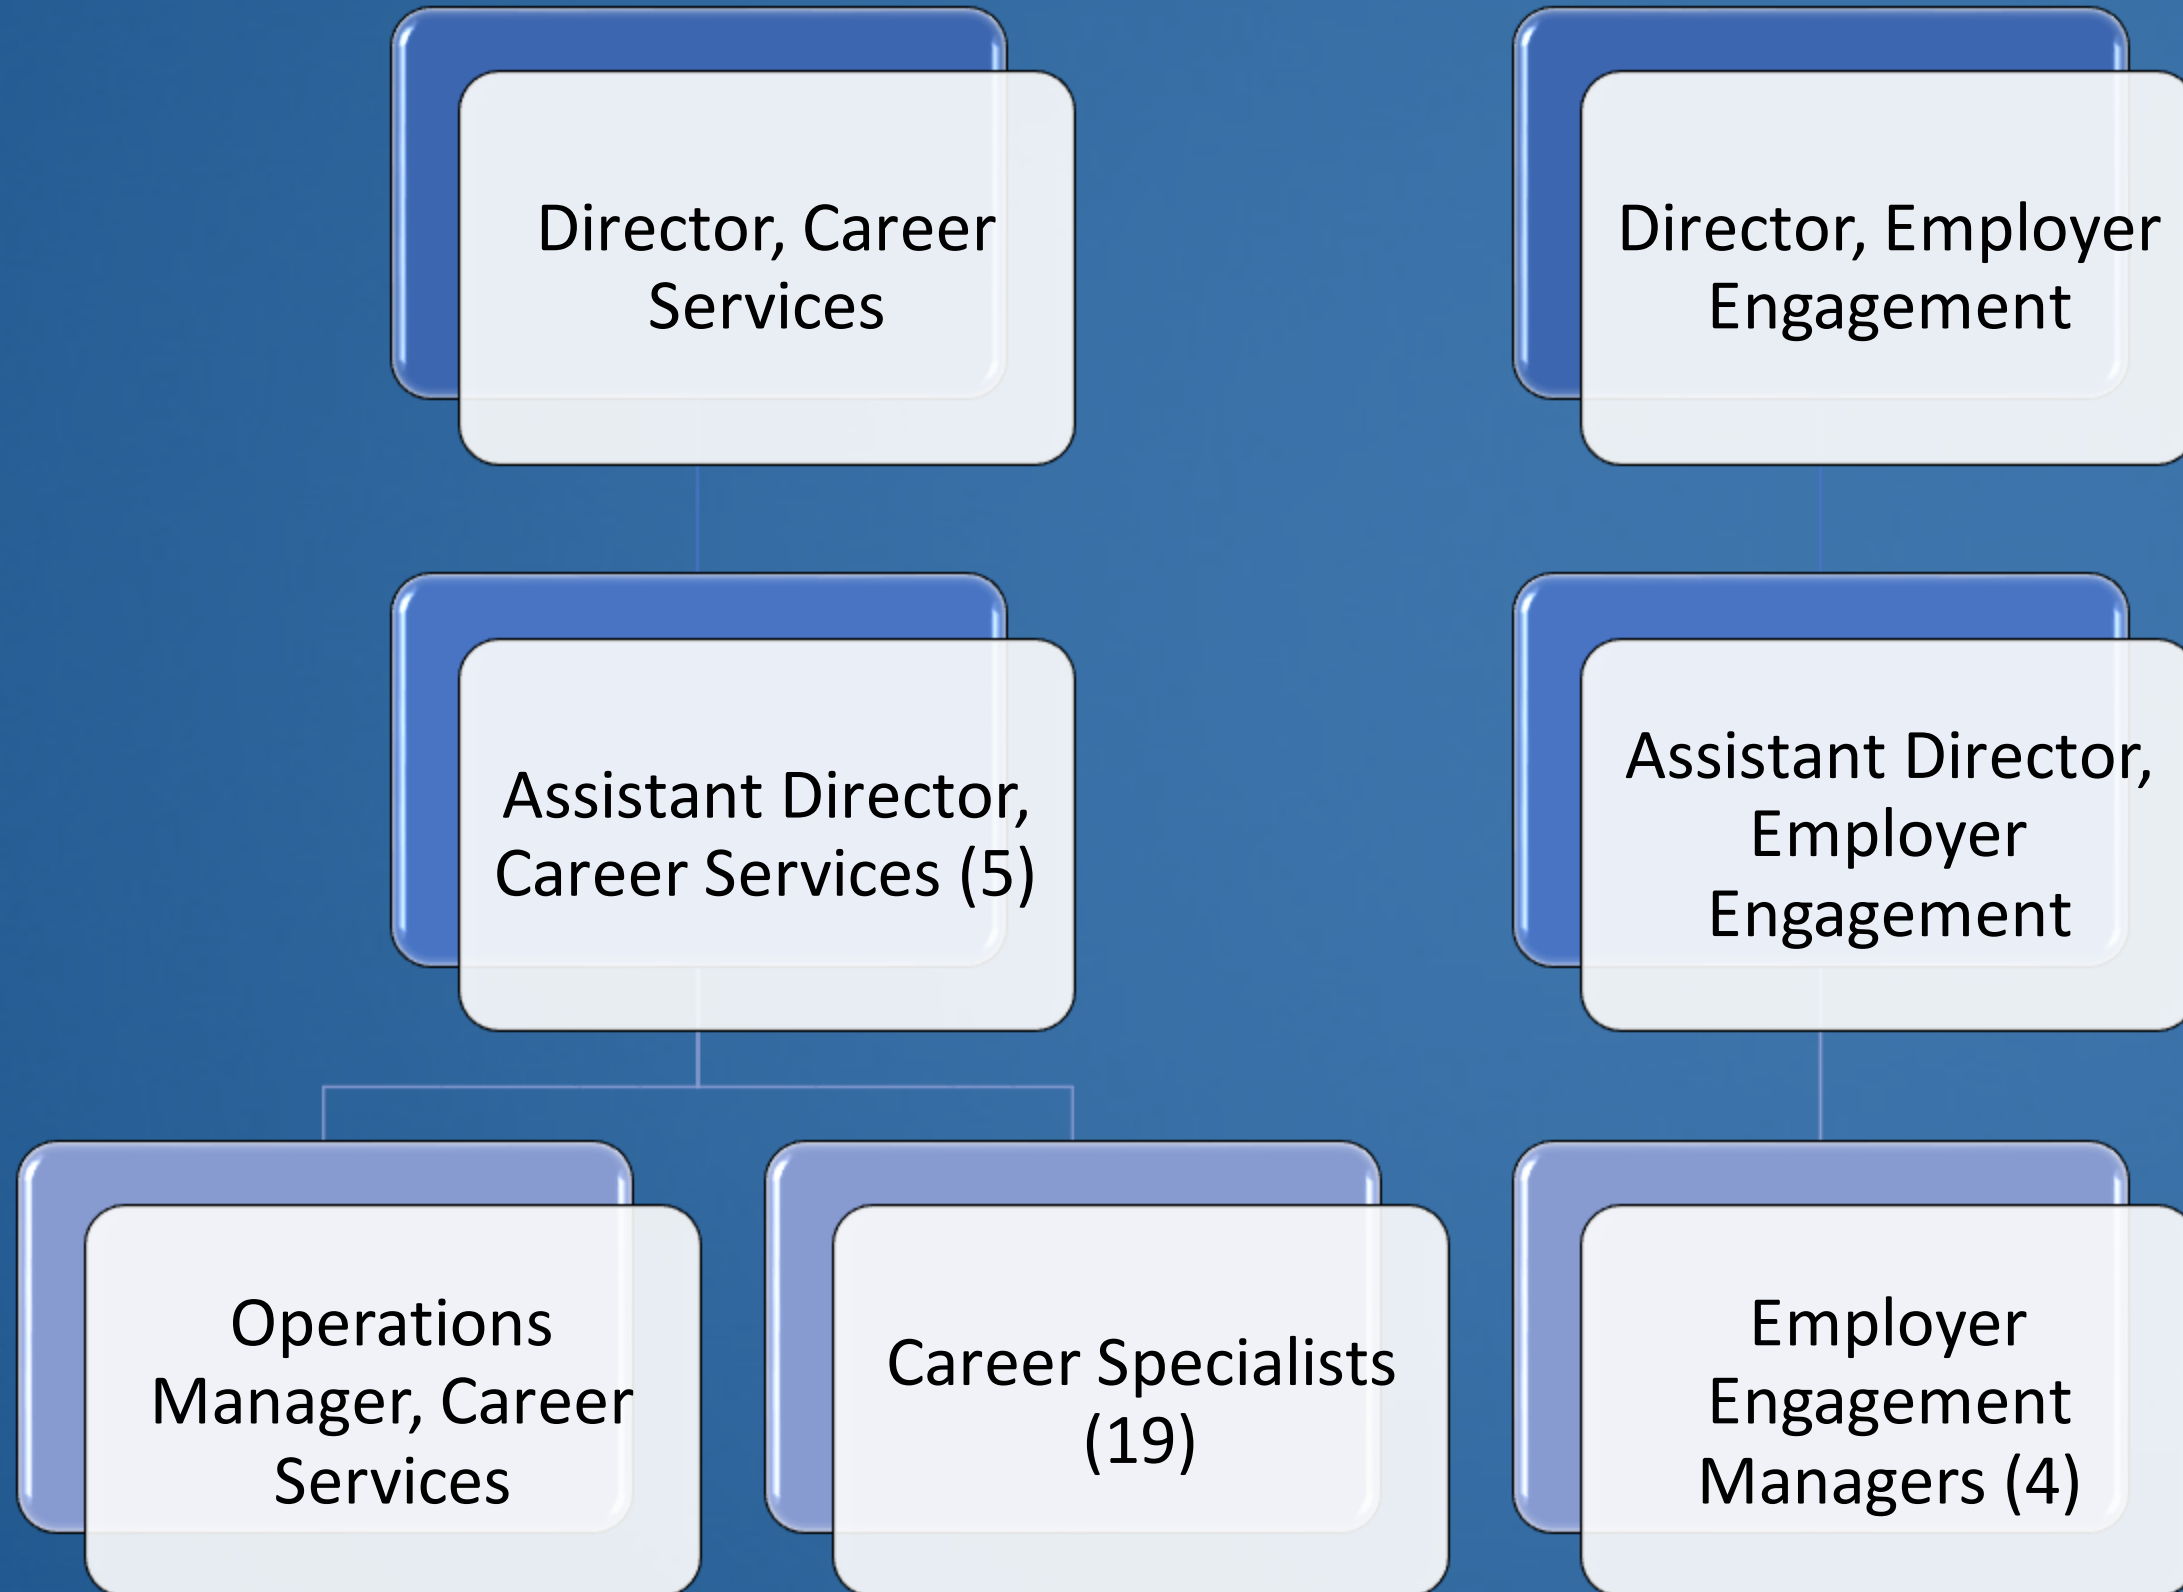 Director, Career
Services
Director, Employer
Engagement
Assistant Director,
Career Services (5)
Assistant Director,
Employer
Engagement
Operations
Manager, Career
Services
Career Specialists
(19)
Employer
Engagement
Managers (4)